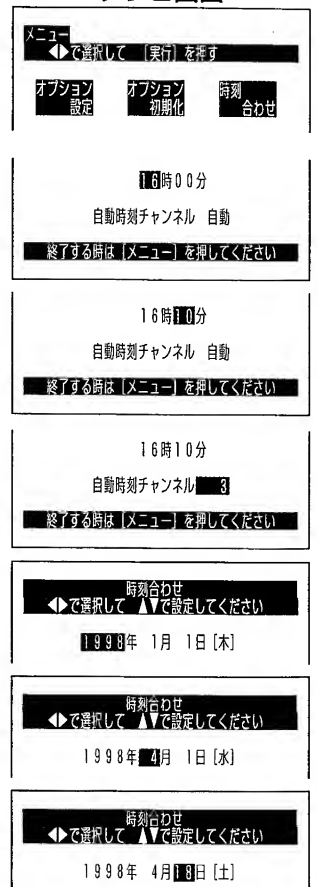 メニュー
◀▶で選択して [実行] を押す
オプション設定 オプション初期化 時刻合わせ
16時00分
自動時刻チャンネル 自動
終了する時は [メニュー] を押してください
16時10分
自動時刻チャンネル 自動
終了する時は [メニュー] を押してください
16時10分
自動時刻チャンネル 3
終了する時は [メニュー] を押してください
時刻合わせ
◀▶で選択して ▲▼で設定してください
1998年 1月 1日 [木]
時刻合わせ
◀▶で選択して ▲▼で設定してください
1998年 4月 1日 [水]
時刻合わせ
◀▶で選択して ▲▼で設定してください
1998年 4月18日 [土]